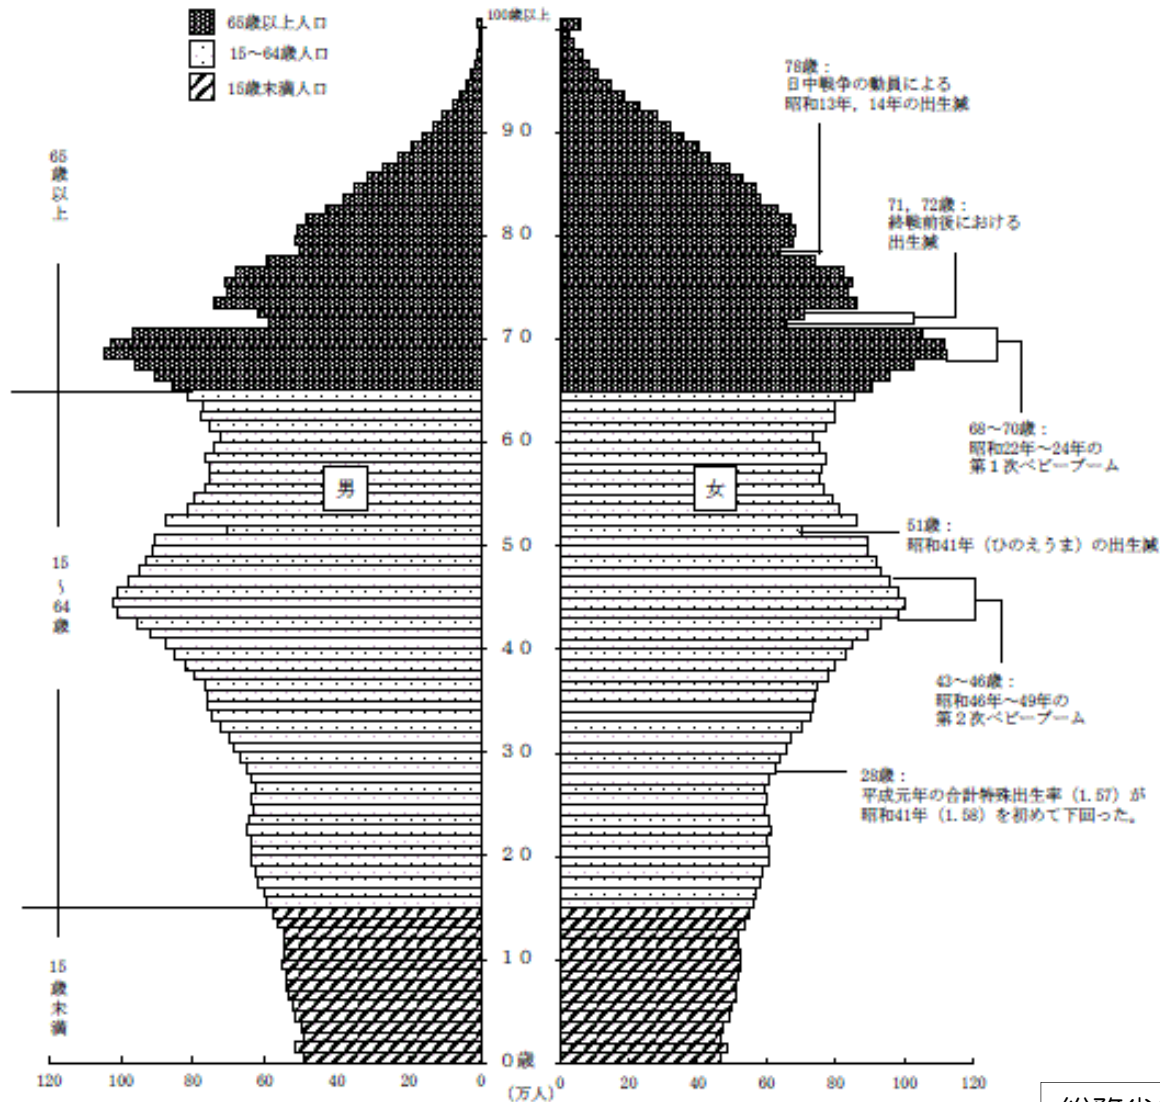 65歳以上人口
15～64歳人口
15歳未満人口
100歳以上
90
80
70
60
50
40
30
20
10
0歳
65歳以上
15～64歳
15歳未満
男
女
78歳：
日中戦争の動員による
昭和13年，14年の出生減
71，72歳：
終戦前後における
出生減
68～70歳：
昭和22年～24年の
第１次ベビーブーム
51歳：
昭和41年（ひのえうま）の出生減
43～46歳：
昭和46年～49年の
第２次ベビーブーム
28歳：
平成元年の合計特殊出生率（1.57）が
昭和41年（1.58）を初めて下回った。
120 100 80 60 40 20 0
(万人)
0 20 40 60 80 100 120